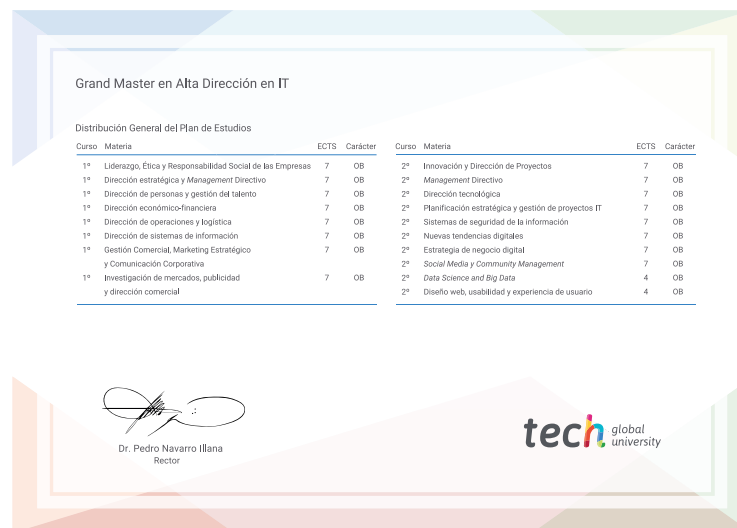 Grand Master en Alta Dirección en IT
Distribución General del Plan de Estudios
Curso Materia ECTS Carácter
1º Liderazgo, Ética y Responsabilidad Social de las Empresas 7 OB
1º Dirección estratégica y Management Directivo 7 OB
1º Dirección de personas y gestión del talento 7 OB
1º Dirección económico-financiera 7 OB
1º Dirección de operaciones y logística 7 OB
1º Dirección de sistemas de información 7 OB
1º Gestión Comercial, Marketing Estratégico 7 OB
y Comunicación Corporativa
1º Investigación de mercados, publicidad 7 OB
y dirección comercial
Curso Materia ECTS Carácter
2º Innovación y Dirección de Proyectos 7 OB
2º Management Directivo 7 OB
2º Dirección tecnológica 7 OB
2º Planificación estratégica y gestión de proyectos IT 7 OB
2º Sistemas de seguridad de la información 7 OB
2º Nuevas tendencias digitales 7 OB
2º Estrategia de negocio digital 7 OB
2º Social Media y Community Management 7 OB
2º Data Science and Big Data 4 OB
2º Diseño web, usabilidad y experiencia de usuario 4 OB
Dr. Pedro Navarro Illana
Rector
tech global
university